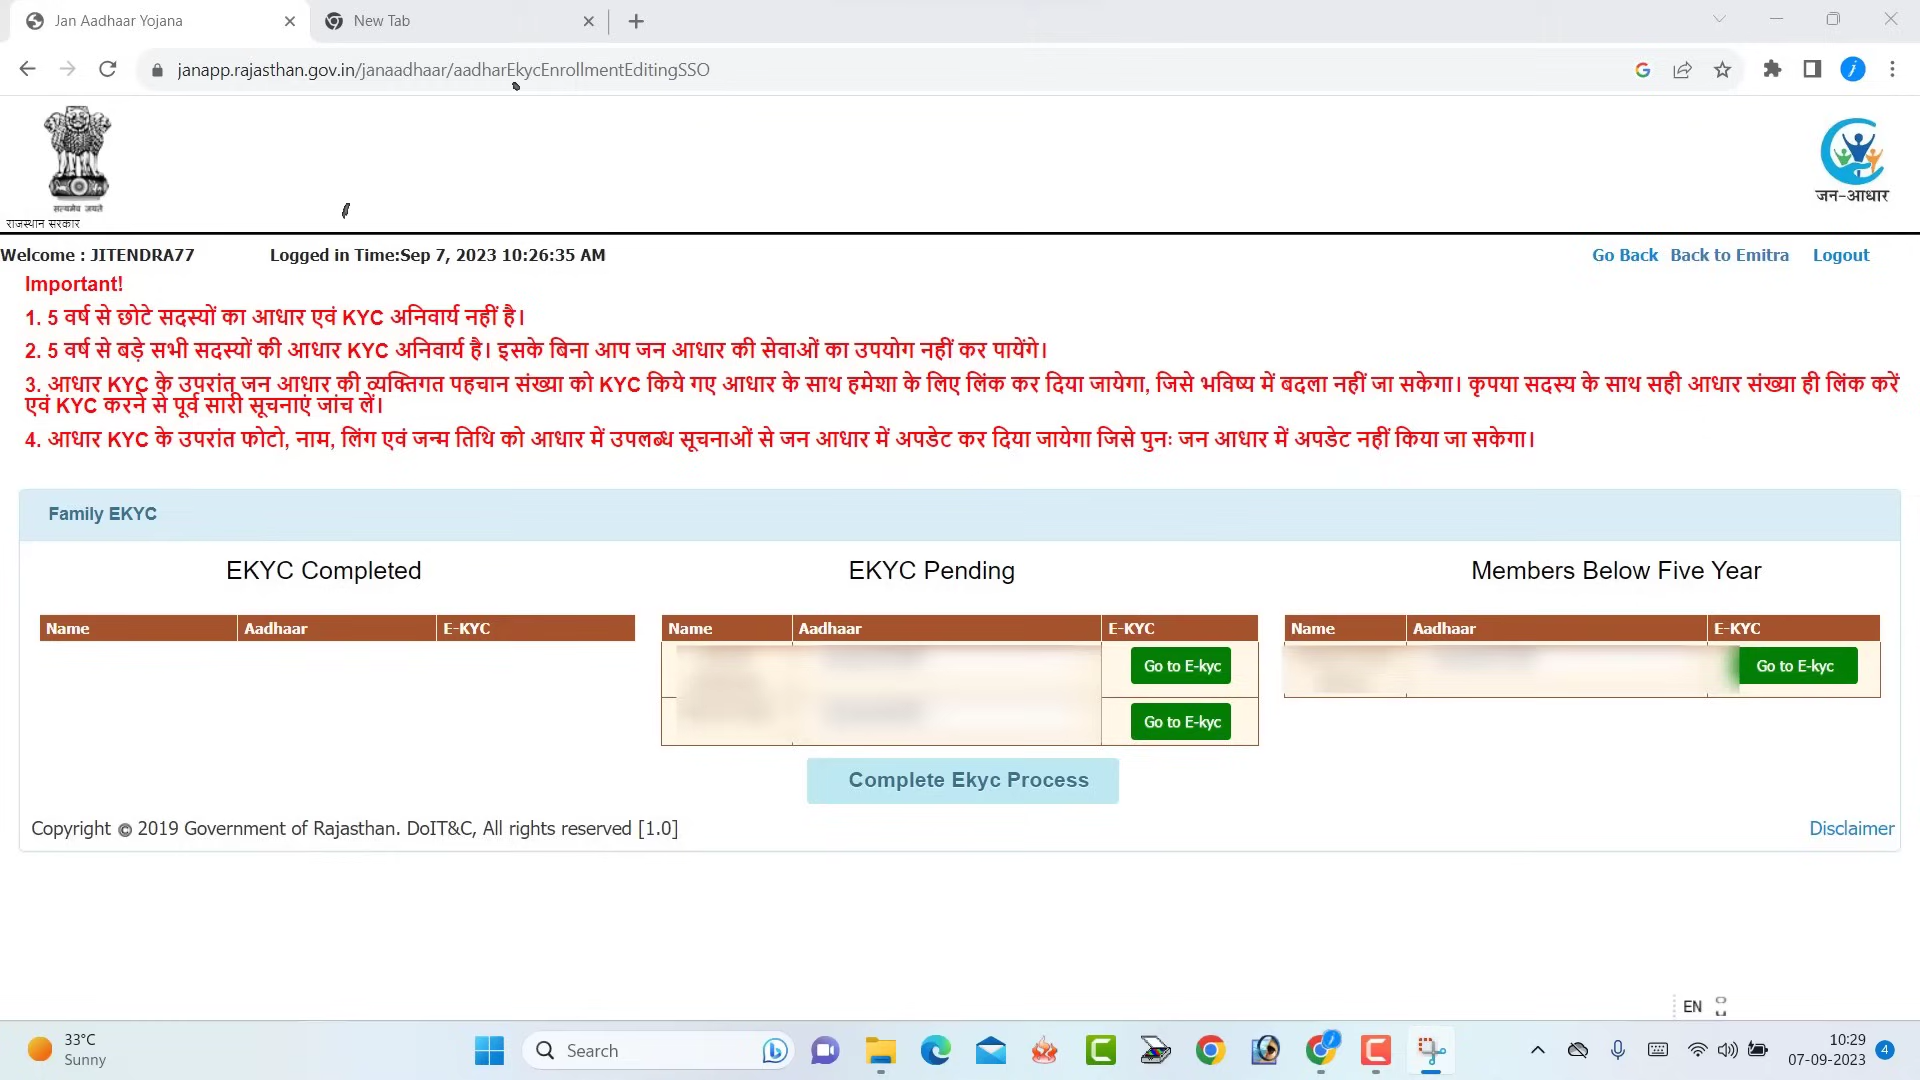 Jan Aadhaar Yojana
New Tab
janapp.rajasthan.gov.in/janaadhaar/aadharEkycEnrollmentEditingSSO
सत्यमेव जयते
राजस्थान सरकार
जन-आधार
Welcome : JITENDRA77 Logged in Time:Sep 7, 2023 10:26:35 AM Go Back Back to Emitra Logout
Important!
1. 5 वर्ष से छोटे सदस्यों का आधार एवं KYC अनिवार्य नहीं है।
2. 5 वर्ष से बड़े सभी सदस्यों की आधार KYC अनिवार्य है। इसके बिना आप जन आधार की सेवाओं का उपयोग नहीं कर पायेंगे।
3. आधार KYC के उपरांत जन आधार की व्यक्तिगत पहचान संख्या को KYC किये गए आधार के साथ हमेशा के लिए लिंक कर दिया जायेगा, जिसे भविष्य में बदला नहीं जा सकेगा। कृपया सदस्य के साथ सही आधार संख्या ही लिंक करें
एवं KYC करने से पूर्व सारी सूचनाएं जांच लें।
4. आधार KYC के उपरांत फोटो, नाम, लिंग एवं जन्म तिथि को आधार में उपलब्ध सूचनाओं से जन आधार में अपडेट कर दिया जायेगा जिसे पुनः जन आधार में अपडेट नहीं किया जा सकेगा।
Family EKYC
EKYC Completed EKYC Pending Members Below Five Year
Name Aadhaar E-KYC Name Aadhaar E-KYC Name Aadhaar E-KYC
Go to E-kyc Go to E-kyc
Go to E-kyc
Complete Ekyc Process
Copyright © 2019 Government of Rajasthan. DoIT&C, All rights reserved [1.0] Disclaimer
EN
33°C
Sunny
Search
10:29
07-09-2023
4